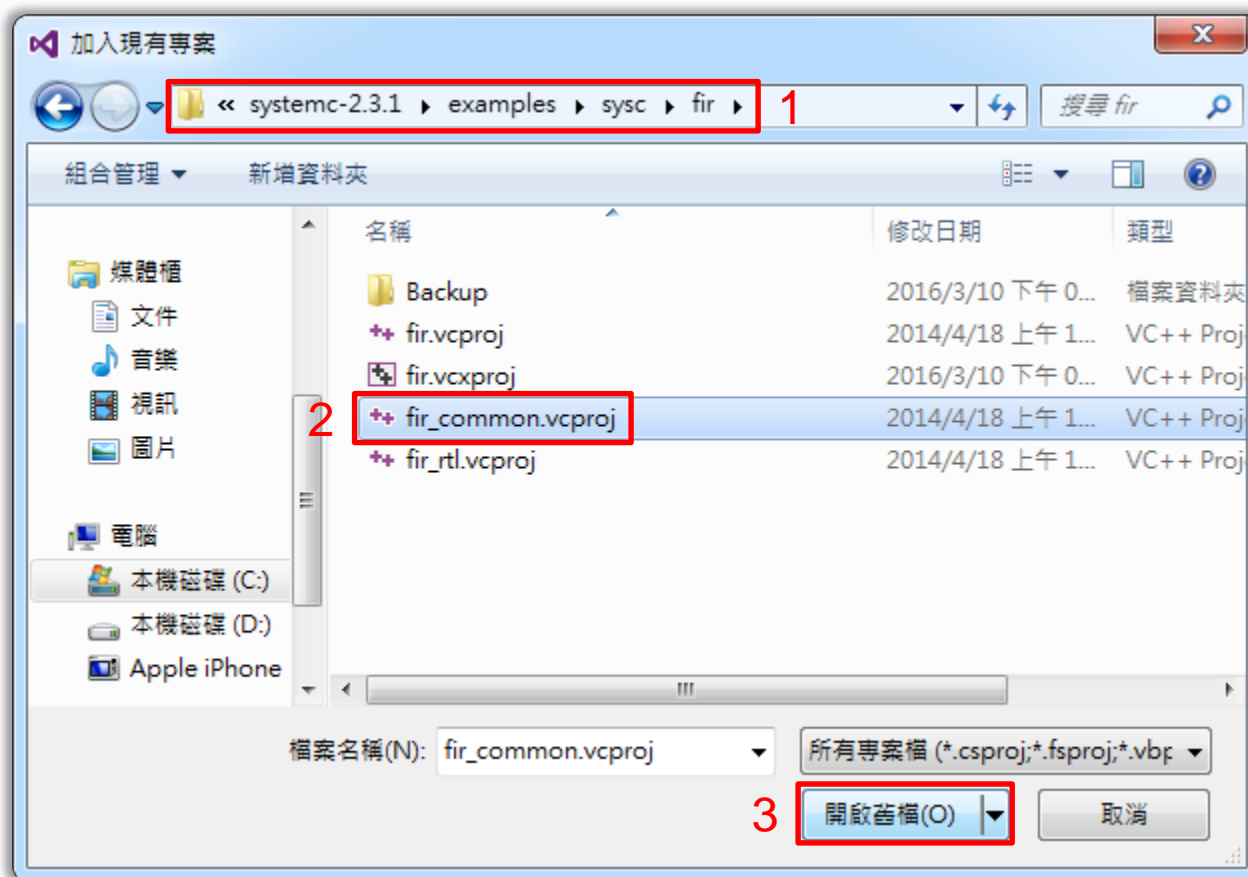 加入現有專案
« systemc-2.3.1 ▸ examples ▸ sysc ▸ fir ▸ 1 搜尋 fir
組合管理 ▼ 新增資料夾
名稱 修改日期 類型
媒體櫃
文件
音樂
視訊
圖片
電腦
本機磁碟 (C:)
本機磁碟 (D:)
Apple iPhone
Backup 2016/3/10 下午 0... 檔案資料夾
fir.vcproj 2014/4/18 上午 1... VC++ Proj
fir.vcxproj 2016/3/10 下午 0... VC++ Proj
2 fir_common.vcproj 2014/4/18 上午 1... VC++ Proj
fir_rtl.vcproj 2014/4/18 上午 1... VC++ Proj
檔案名稱(N): fir_common.vcproj 所有專案檔 (*.csproj;*.fsproj;*.vbp
3 開啟舊檔(O) 取消